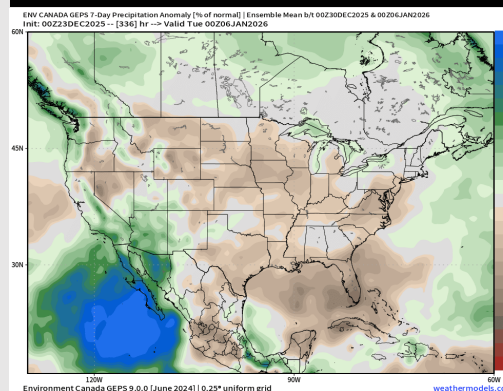 ENV CANADA GEPS 7-Day Precipitation Anomaly [% of normal] | Ensemble Mean b/t 00Z30DEC2025 & 00Z06JAN2026
Init: 00Z23DEC2025 -- [336] hr --> Valid Tue 00Z06JAN2026
60N
45N
30N
120W
90W
60W
Environment Canada GEPS 9.0.0 [June 2024] | 0.25° uniform grid
weathermodels.co